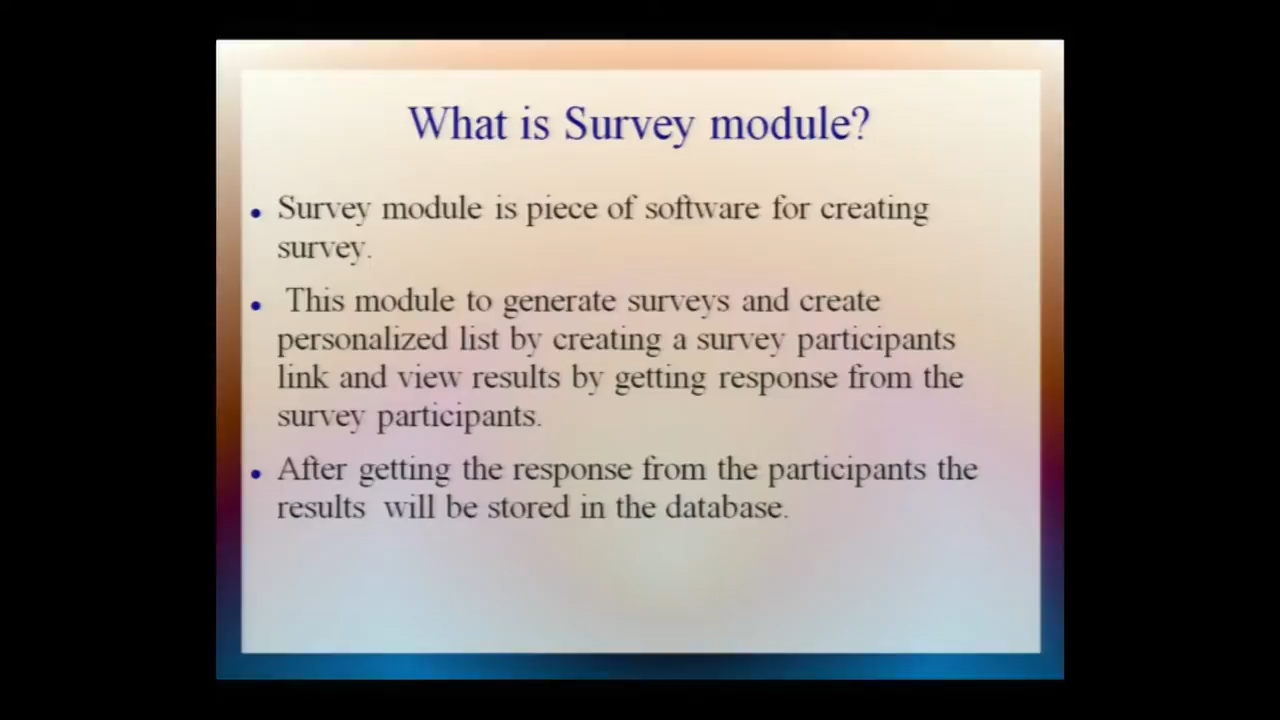 What is Survey module?
Survey module is piece of software for creating
survey.
This module to generate surveys and create
personalized list by creating a survey participants
link and view results by getting response from the
survey participants.
After getting the response from the participants the
results will be stored in the database.